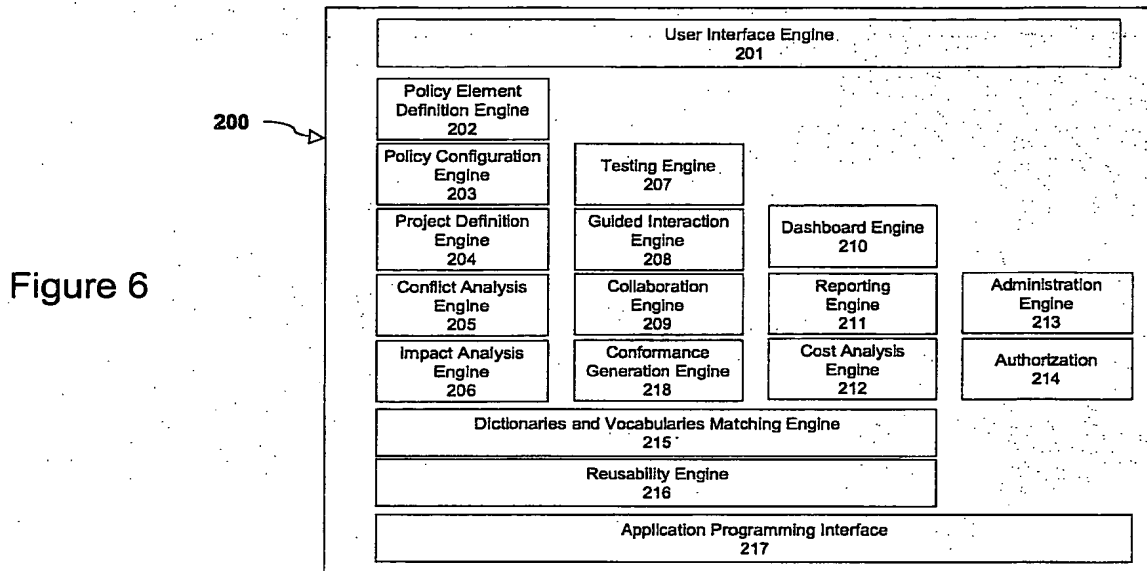 User Interface Engine
201
Policy Element
Definition Engine
202
200
Policy Configuration
Engine
203
Testing Engine
207
Project Definition
Engine
204
Guided Interaction
Engine
208
Dashboard Engine
210
Figure 6
Conflict Analysis
Engine
205
Collaboration
Engine
209
Reporting
Engine
211
Administration
Engine
213
Impact Analysis
Engine
206
Conformance
Generation Engine
218
Cost Analysis
Engine
212
Authorization
214
Dictionaries and Vocabularies Matching Engine
215
Reusability Engine
216
Application Programming Interface
217